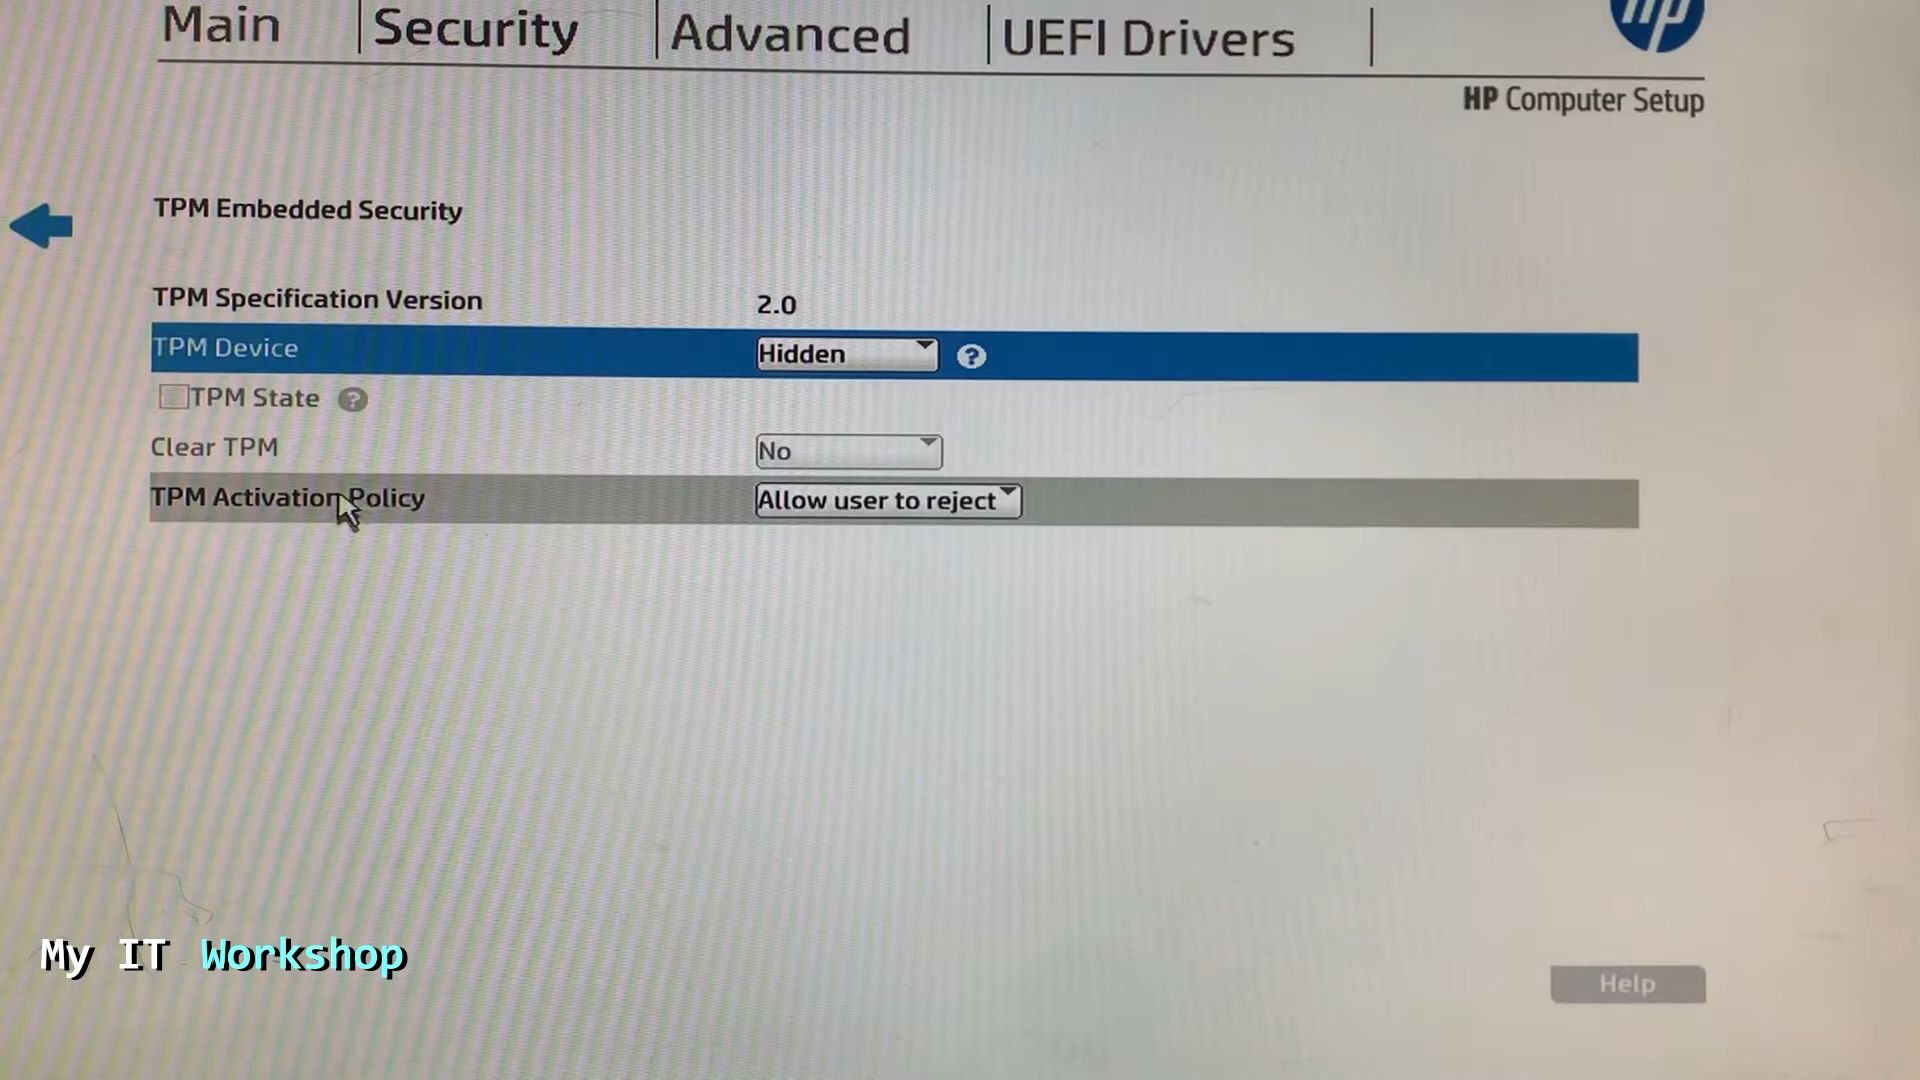 Main Security Advanced UEFI Drivers hp
HP Computer Setup
TPM Embedded Security
TPM Specification Version 2.0
TPM Device Hidden ?
TPM State ?
Clear TPM No
TPM Activation Policy Allow user to reject
My IT Workshop
Help